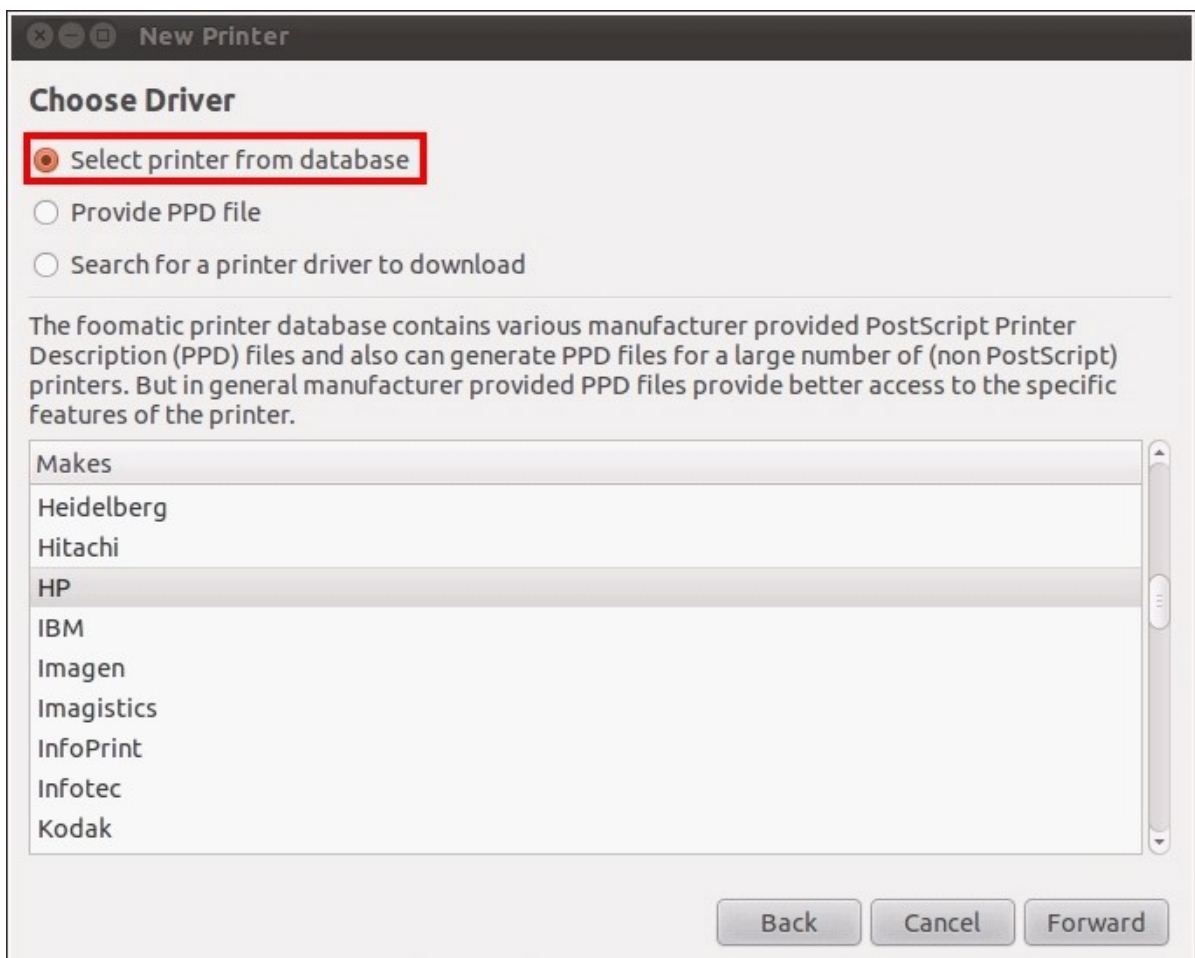 New Printer
Choose Driver
Select printer from database
Provide PPD file
Search for a printer driver to download
The foomatic printer database contains various manufacturer provided PostScript Printer
Description (PPD) files and also can generate PPD files for a large number of (non PostScript)
printers. But in general manufacturer provided PPD files provide better access to the specific
features of the printer.
Makes
Heidelberg
Hitachi
HP
IBM
Imagen
Imagistics
InfoPrint
Infotec
Kodak
Back Cancel Forward